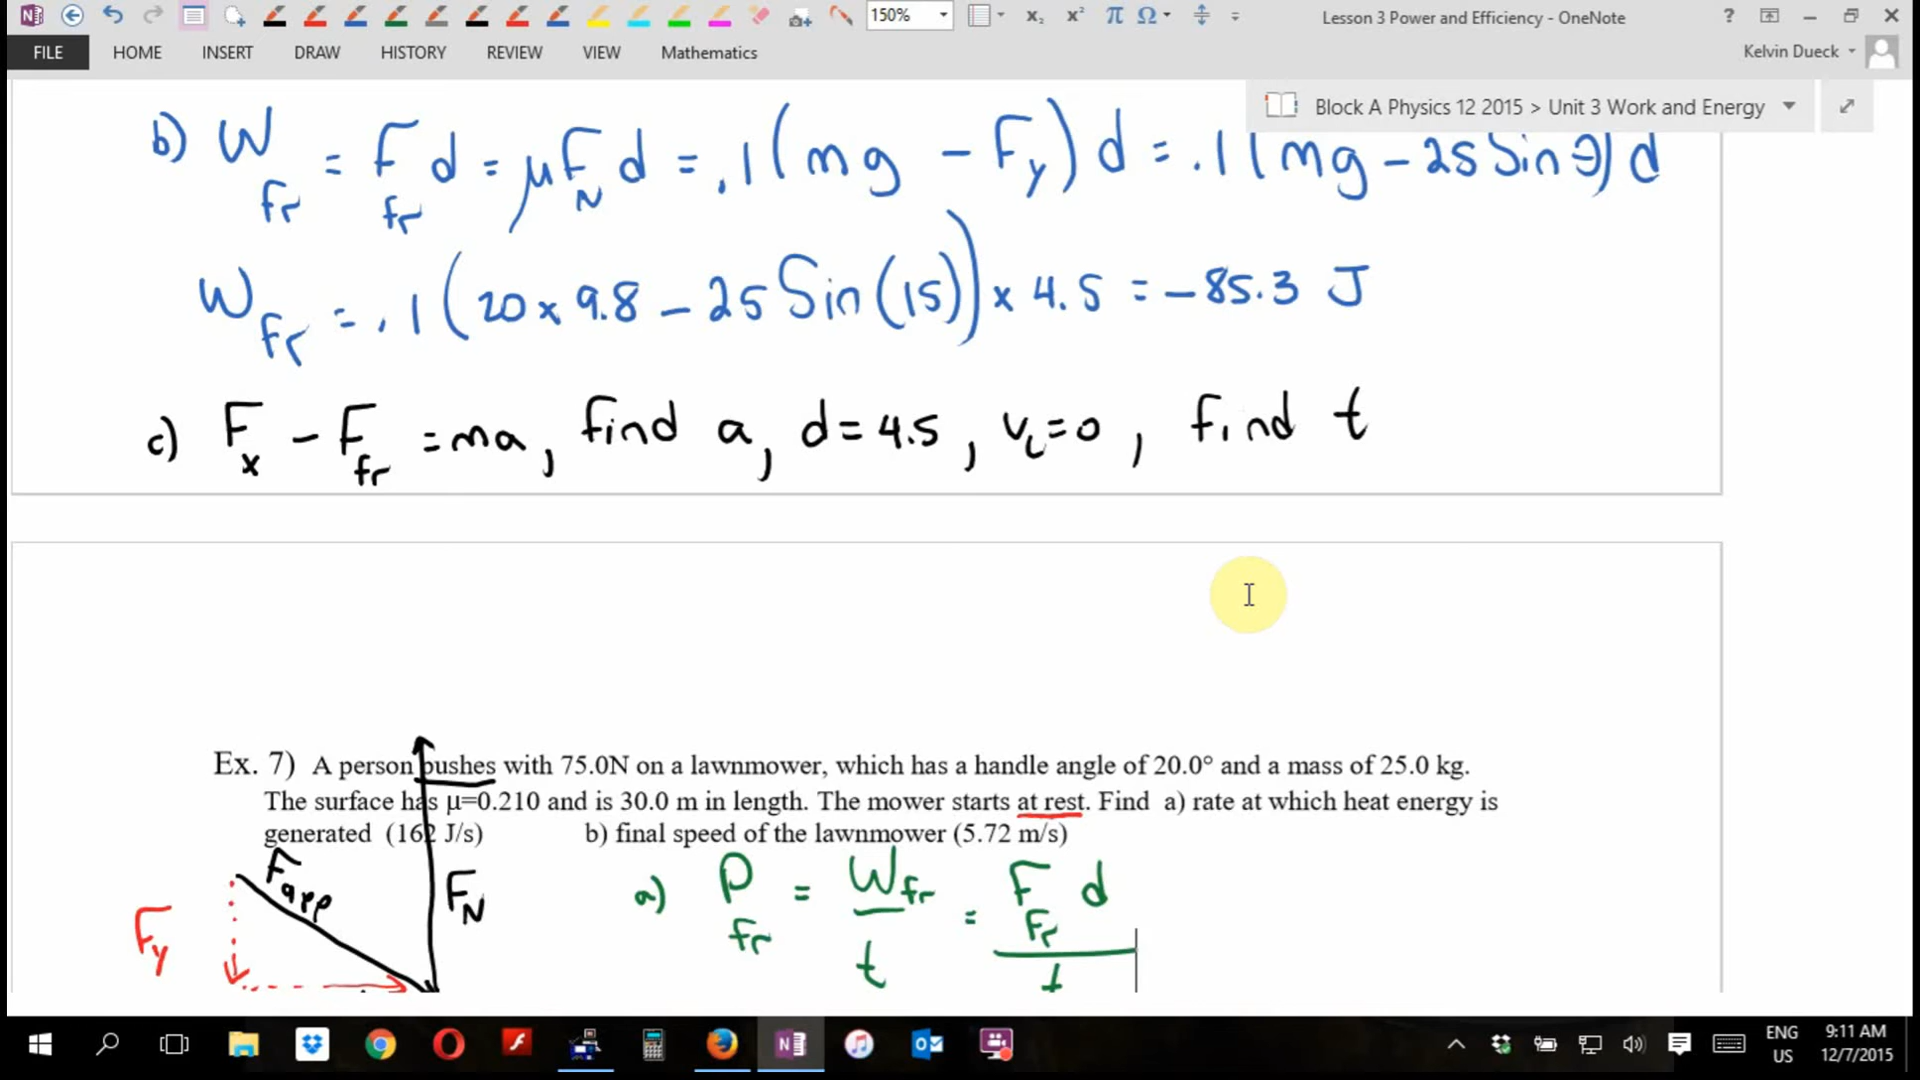 150% x₂ x² π Ω Lesson 3 Power and Efficiency - OneNote ?
FILE HOME INSERT DRAW HISTORY REVIEW VIEW Mathematics Kelvin Dueck
Block A Physics 12 2015 > Unit 3 Work and Energy
b) W_fr = F_fr d = μF_N d = .1(mg - F_y)d = .1(mg - 25Sinθ)d
W_Fr = .1(20 x 9.8 - 25 Sin(15)) x 4.5 = -85.3 J
c) F_x - F_fr = ma, find a, d = 4.5, v_i = 0, find t
Ex. 7) A person pushes with 75.0N on a lawnmower, which has a handle angle of 20.0° and a mass of 25.0 kg.
The surface has μ=0.210 and is 30.0 m in length. The mower starts at rest. Find a) rate at which heat energy is
generated (162 J/s) b) final speed of the lawnmower (5.72 m/s)
F_app
F_N
F_y
a) P_fr = W_fr / t = F_Fr d / t
ENG 9:11 AM
US 12/7/2015